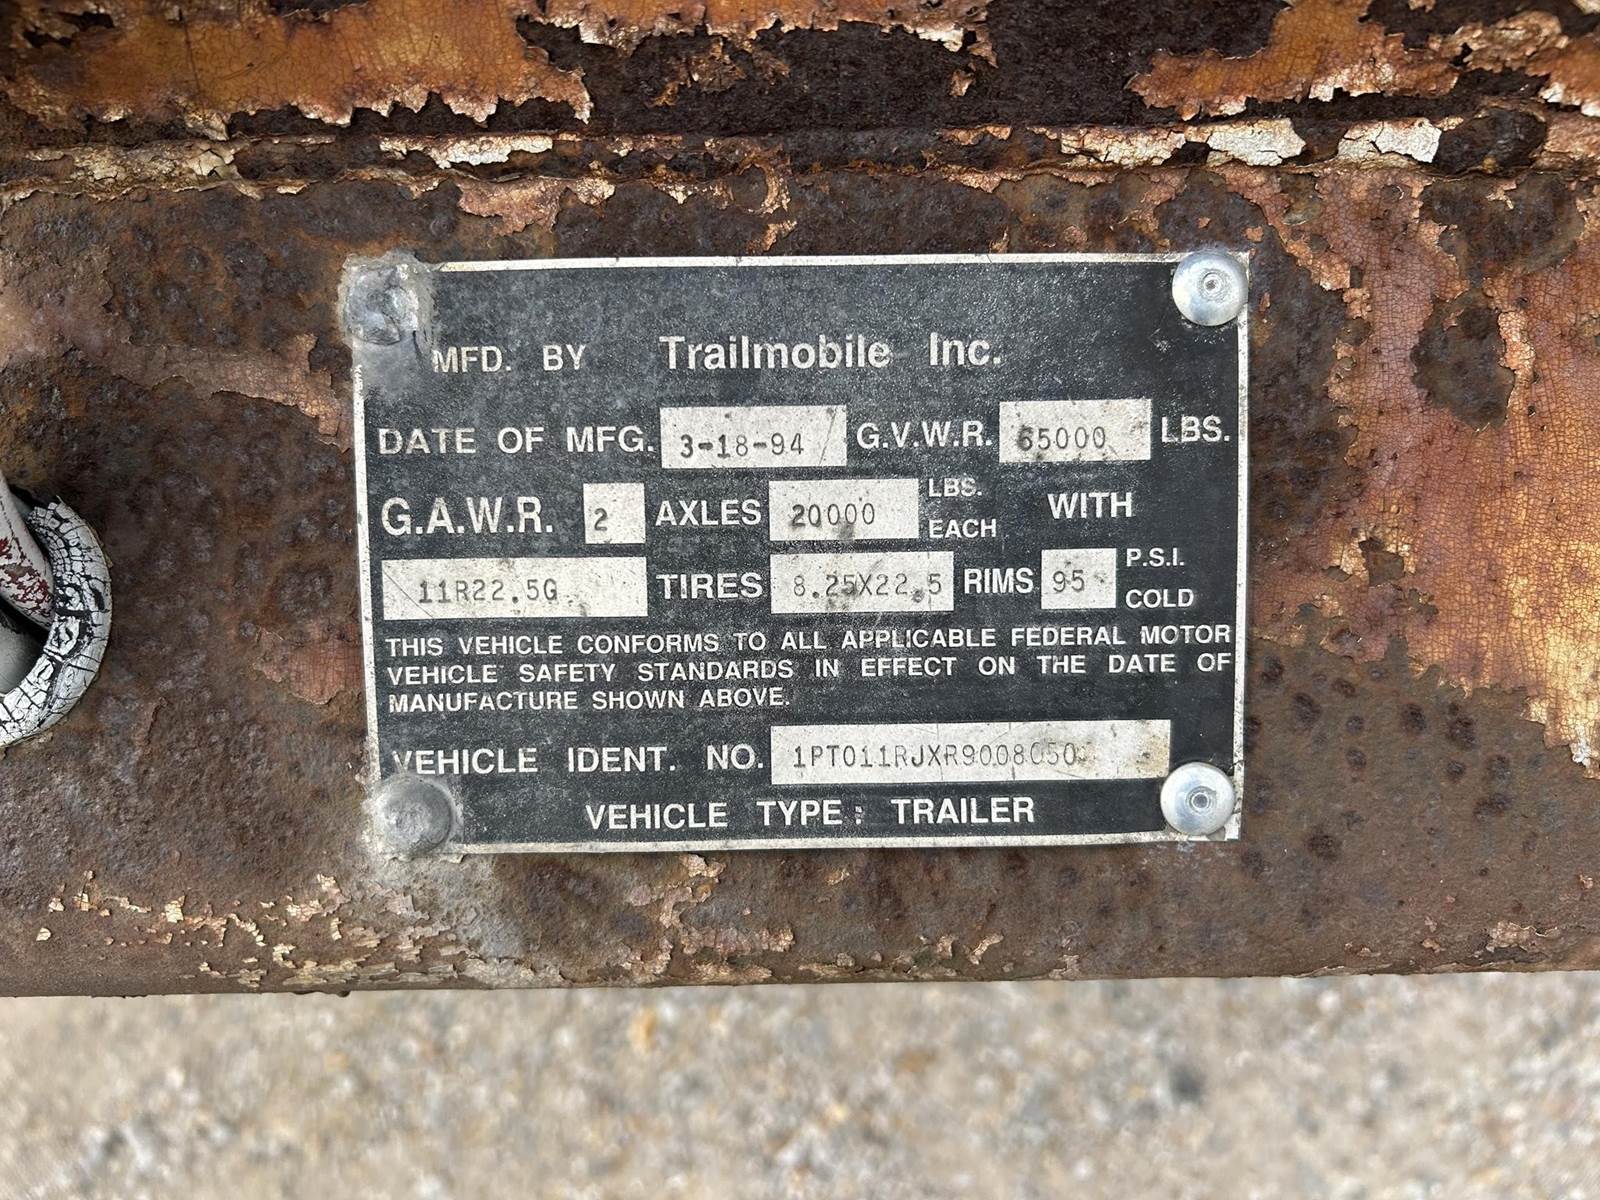 MFD. BY Trailmobile Inc.
DATE OF MFG. 3-18-94 G.V.W.R. 65000 LBS.
G.A.W.R. 2 AXLES 20000 LBS. EACH WITH
11R22.5G TIRES 8.25X22.5 RIMS 95 P.S.I. COLD
THIS VEHICLE CONFORMS TO ALL APPLICABLE FEDERAL MOTOR
VEHICLE SAFETY STANDARDS IN EFFECT ON THE DATE OF
MANUFACTURE SHOWN ABOVE.
VEHICLE IDENT. NO. 1PT011RJXR9008050
VEHICLE TYPE: TRAILER